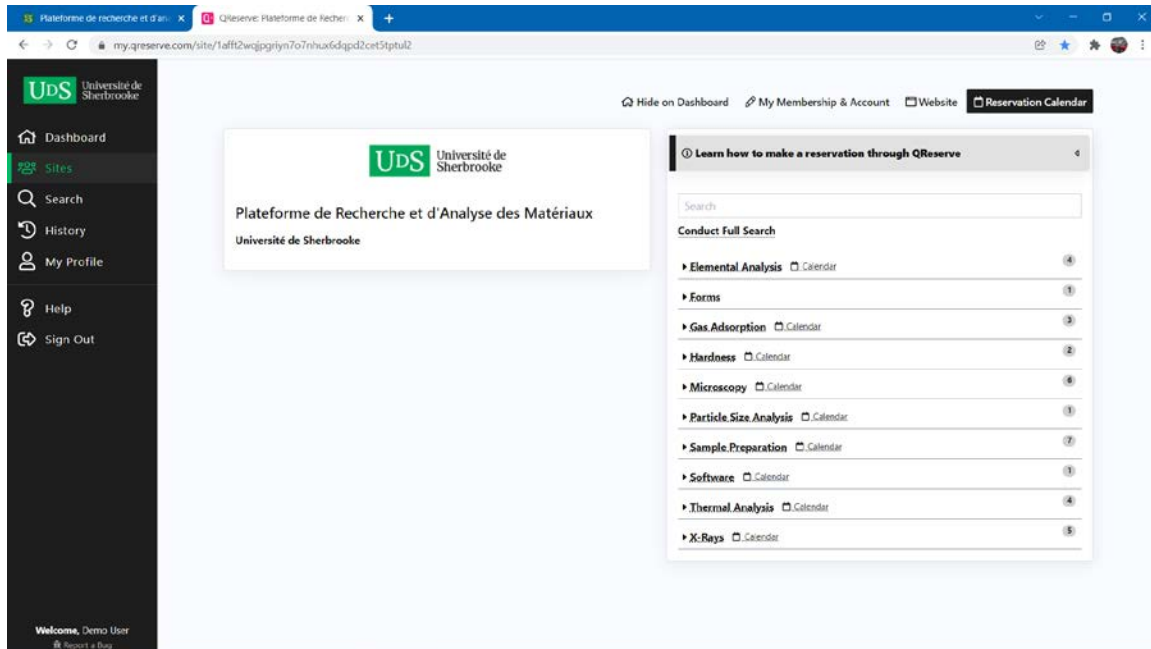 Plateforme de recherche et d'an
QReserve: Plateforme de Recher
my.qreserve.com/site/1afft2wqjpgriyn7o7nhux6dqpd2cet5tptul2
UDS Université de
Sherbrooke
Dashboard
Sites
Search
History
My Profile
Help
Sign Out
Welcome, Demo User
Report a Bug
Hide on Dashboard My Membership & Account Website Reservation Calendar
UDS Université de
Sherbrooke
Plateforme de Recherche et d'Analyse des Matériaux
Université de Sherbrooke
Learn how to make a reservation through QReserve
Search
Conduct Full Search
Elemental Analysis Calendar 4
Forms 1
Gas Adsorption Calendar 3
Hardness Calendar 2
Microscopy Calendar 6
Particle Size Analysis Calendar 1
Sample Preparation Calendar 7
Software Calendar 1
Thermal Analysis Calendar 4
X-Rays Calendar 5